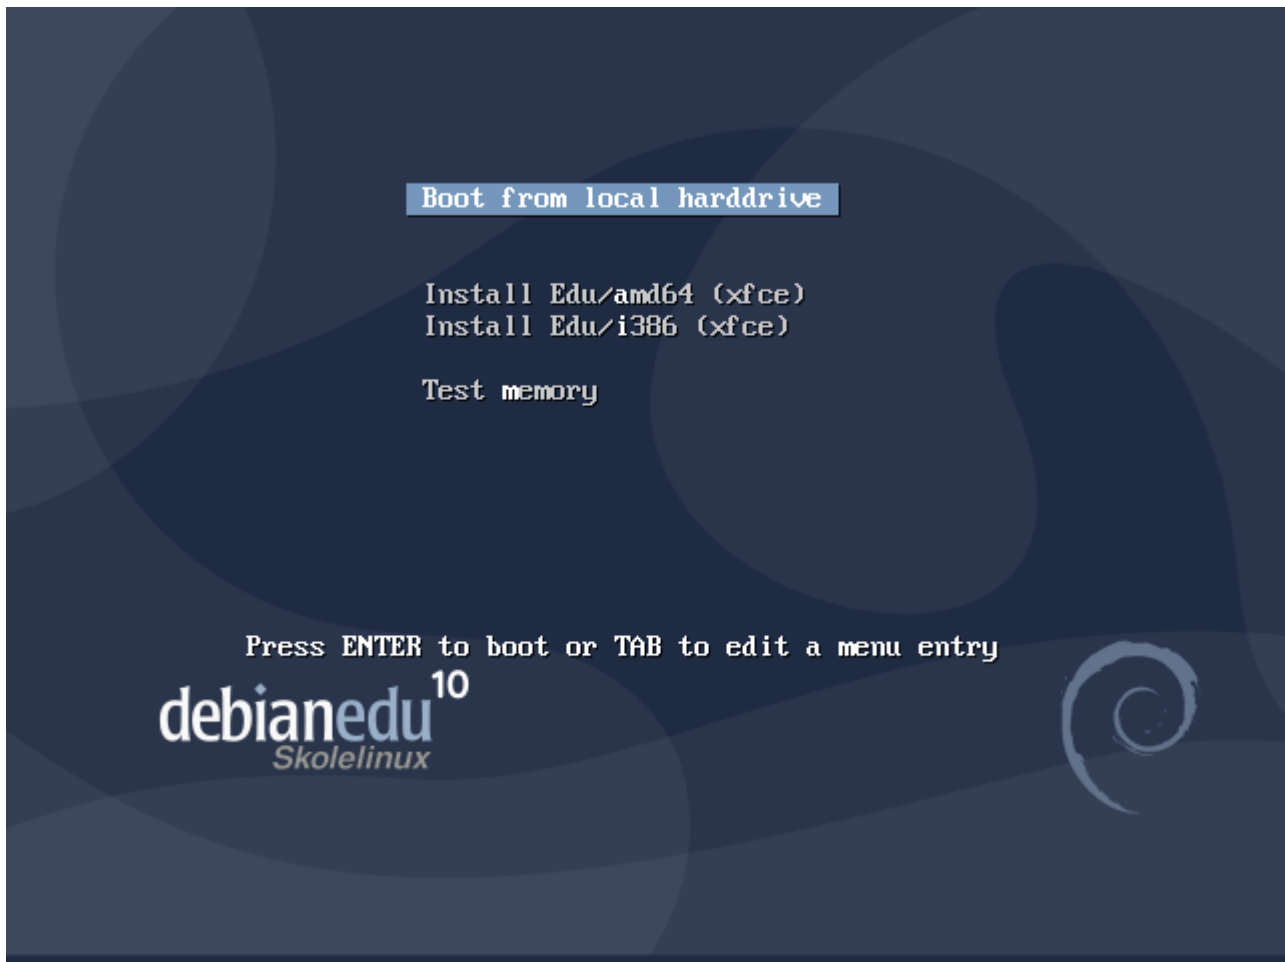 Boot from local harddrive
Install Edu/amd64 (xfce)
Install Edu/i386 (xfce)
Test memory
Press ENTER to boot or TAB to edit a menu entry
debianedu 10
Skolelinux